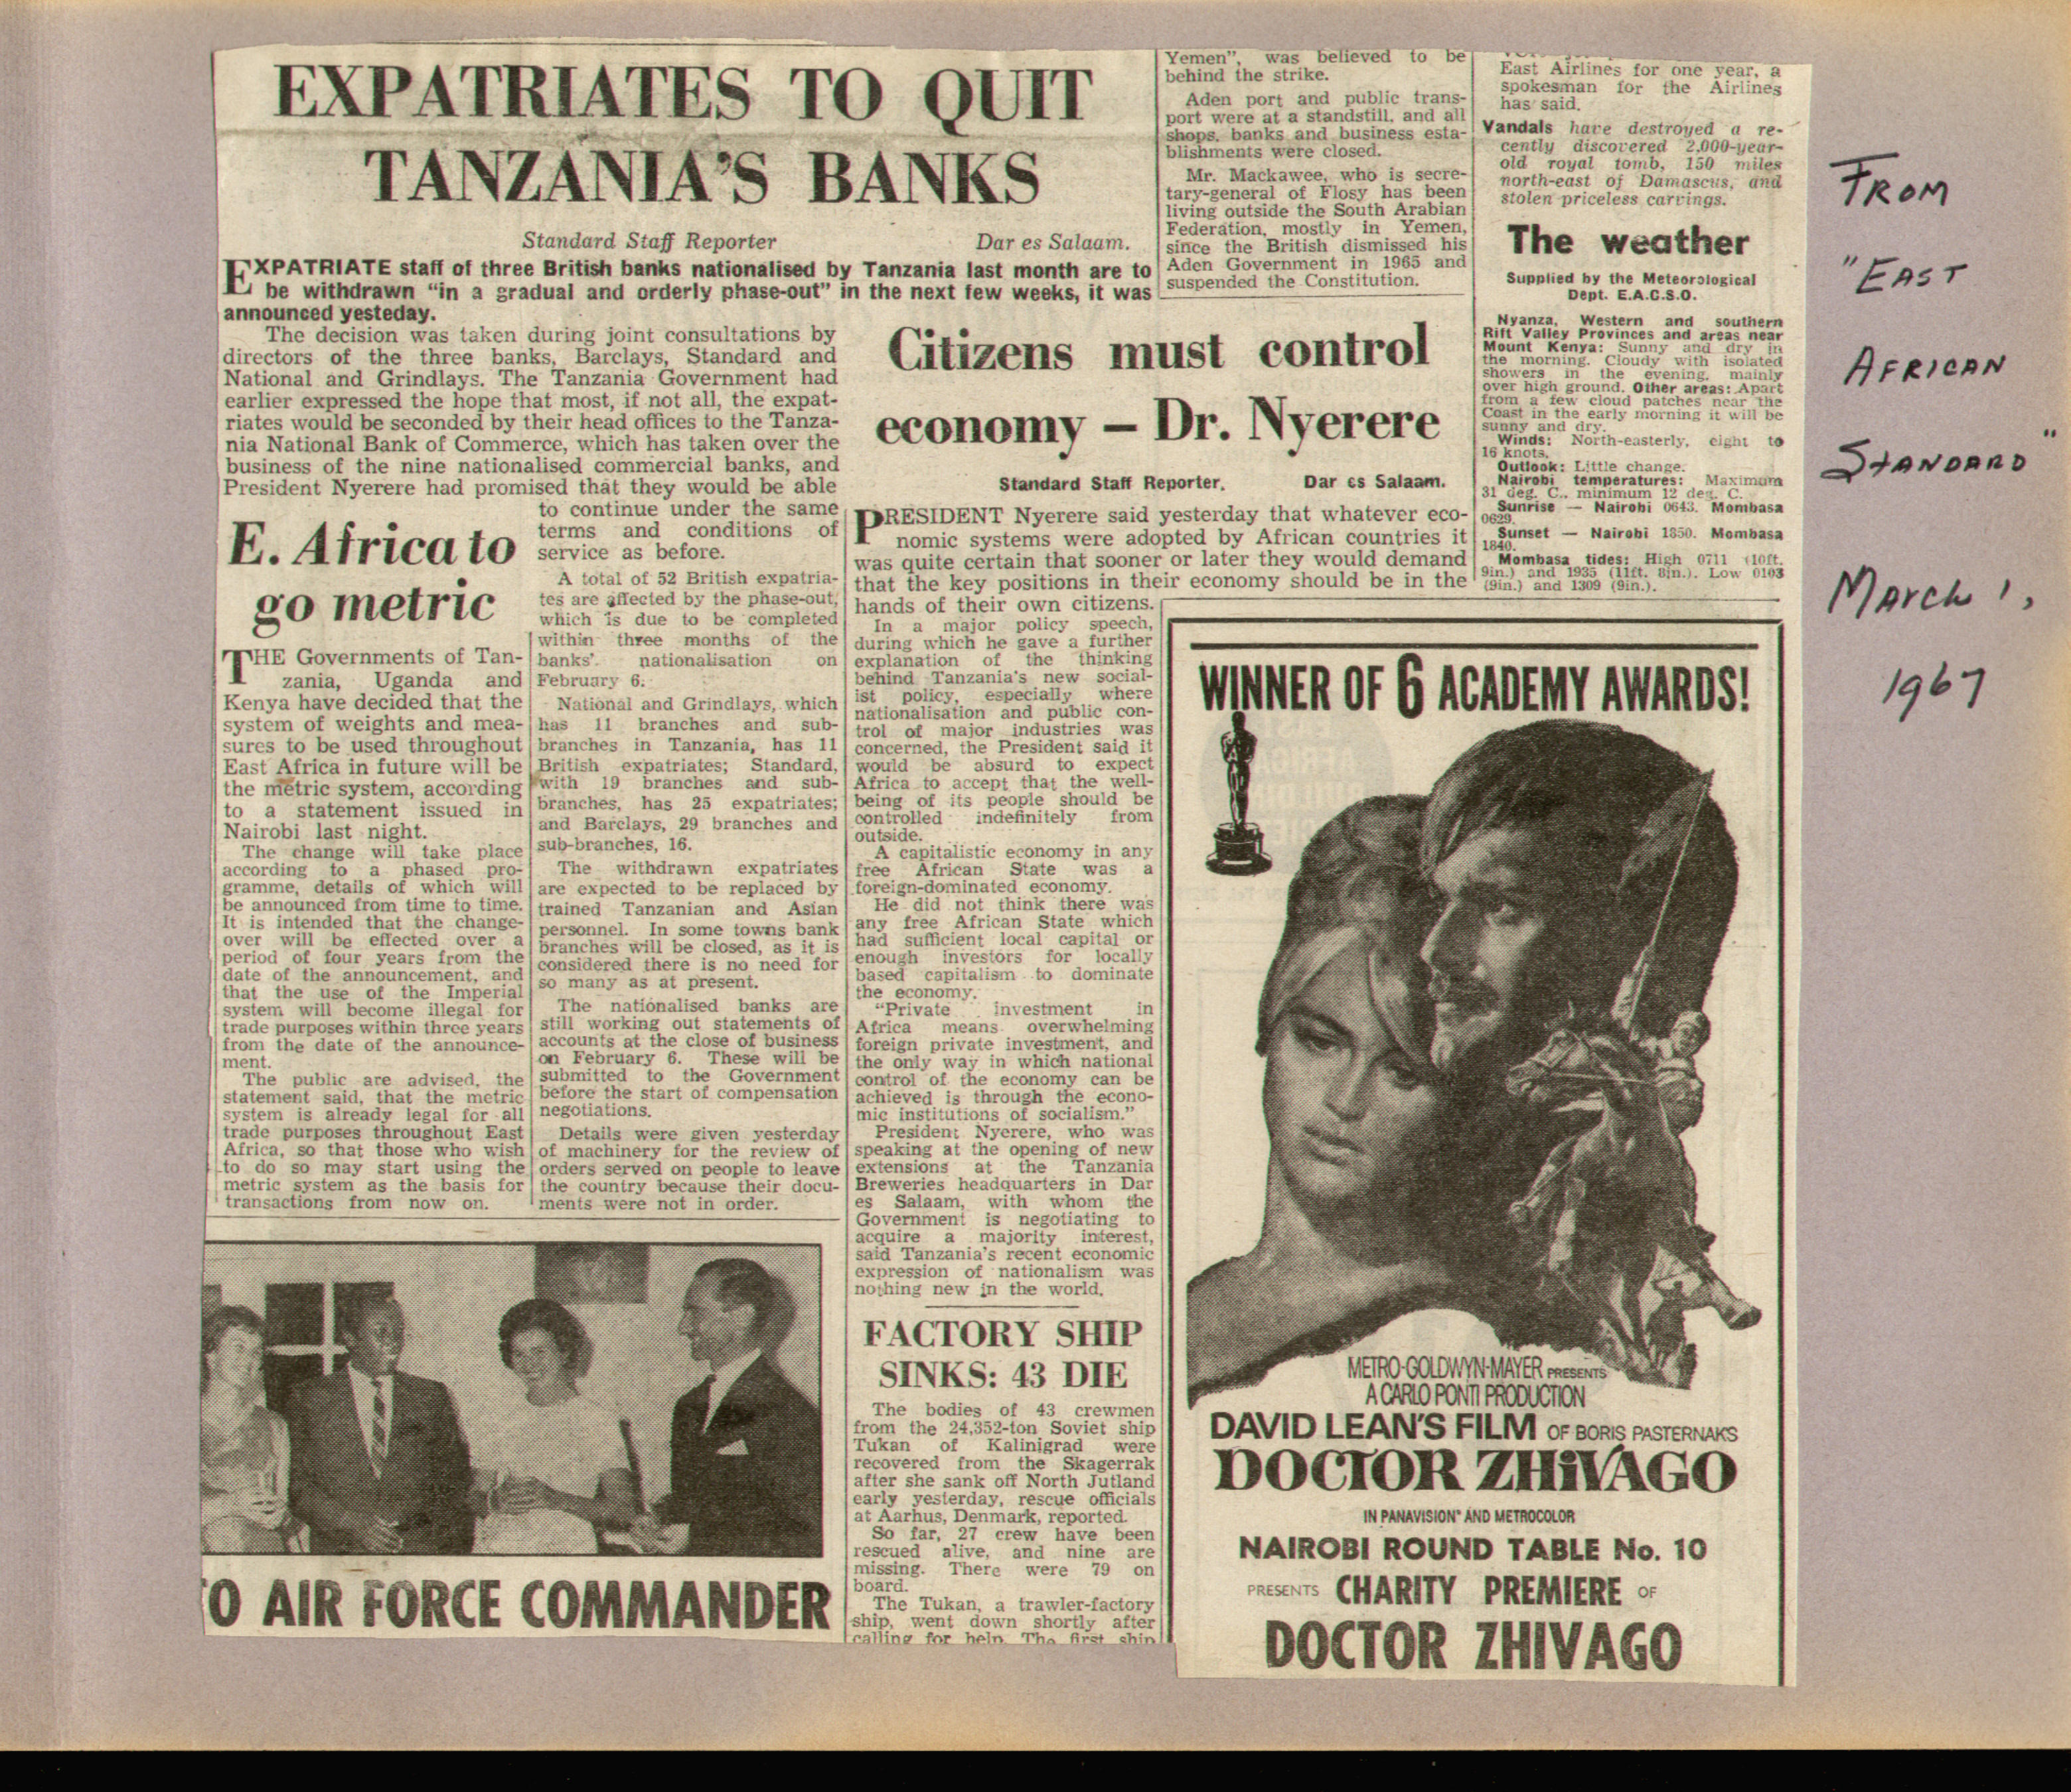 EXPATRIATES TO QUIT
TANZANIA'S BANKS
Standard Staff Reporter Dar es Salaam.
EXPATRIATE staff of three British banks nationalised by Tanzania last month are to
be withdrawn "in a gradual and orderly phase-out" in the next few weeks, it was
announced yesteday.
The decision was taken during joint consultations by
directors of the three banks, Barclays, Standard and
National and Grindlays. The Tanzania Government had
earlier expressed the hope that most, if not all, the expat-
riates would be seconded by their head offices to the Tanza-
nia National Bank of Commerce, which has taken over the
business of the nine nationalised commercial banks, and
President Nyerere had promised that they would be able
to continue under the same
terms and conditions of
service as before.
A total of 52 British expatria-
tes are affected by the phase-out,
which is due to be completed
within three months of the
banks' nationalisation on
February 6.
National and Grindlays, which
has 11 branches and sub-
branches in Tanzania, has 11
British expatriates; Standard,
with 19 branches and sub-
branches, has 25 expatriates;
and Barclays, 29 branches and
sub-branches, 16.
The withdrawn expatriates
are expected to be replaced by
trained Tanzanian and Asian
personnel. In some towns bank
branches will be closed, as it is
considered there is no need for
so many as at present.
The nationalised banks are
still working out statements of
accounts at the close of business
on February 6. These will be
submitted to the Government
before the start of compensation
negotiations.
Details were given yesterday
of machinery for the review of
orders served on people to leave
the country because their docu-
ments were not in order.
E. Africa to
go metric
THE Governments of Tan-
zania, Uganda and
Kenya have decided that the
system of weights and mea-
sures to be used throughout
East Africa in future will be
the metric system, according
to a statement issued in
Nairobi last night.
The change will take place
according to a phased pro-
gramme, details of which will
be announced from time to time.
It is intended that the change-
over will be effected over a
period of four years from the
date of the announcement, and
that the use of the Imperial
system will become illegal for
trade purposes within three years
from the date of the announce-
ment.
The public are advised, the
statement said, that the metric
system is already legal for all
trade purposes throughout East
Africa, so that those who wish
to do so may start using the
metric system as the basis for
transactions from now on.
O AIR FORCE COMMANDER
Yemen", was believed to be
behind the strike.
Aden port and public trans-
port were at a standstill, and all
shops, banks and business esta-
blishments were closed.
Mr. Mackawee, who is secre-
tary-general of Flosy has been
living outside the South Arabian
Federation, mostly in Yemen,
since the British dismissed his
Aden Government in 1965 and
suspended the Constitution.
Citizens must control
economy — Dr. Nyerere
Standard Staff Reporter. Dar es Salaam.
PRESIDENT Nyerere said yesterday that whatever eco-
nomic systems were adopted by African countries it
was quite certain that sooner or later they would demand
that the key positions in their economy should be in the
hands of their own citizens.
In a major policy speech,
during which he gave a further
explanation of the thinking
behind Tanzania's new social-
ist policy, especially where
nationalisation and public con-
trol of major industries was
concerned, the President said it
would be absurd to expect
Africa to accept that the well-
being of its people should be
controlled indefinitely from
outside.
A capitalistic economy in any
free African State was a
foreign-dominated economy.
He did not think there was
any free African State which
had sufficient local capital or
enough investors for locally
based capitalism to dominate
the economy.
"Private investment in
Africa means overwhelming
foreign private investment, and
the only way in which national
control of the economy can be
achieved is through the econo-
mic institutions of socialism."
President Nyerere, who was
speaking at the opening of new
extensions at the Tanzania
Breweries headquarters in Dar
es Salaam, with whom the
Government is negotiating to
acquire a majority interest,
said Tanzania's recent economic
expression of nationalism was
nothing new in the world.
FACTORY SHIP
SINKS: 43 DIE
The bodies of 43 crewmen
from the 24,352-ton Soviet ship
Tukan of Kalinigrad were
recovered from the Skagerrak
after she sank off North Jutland
early yesterday, rescue officials
at Aarhus, Denmark, reported.
So far, 27 crew have been
rescued alive, and nine are
missing. There were 79 on
board.
The Tukan, a trawler-factory
ship, went down shortly after
calling for help. The first ship
East Airlines for one year, a
spokesman for the Airlines
has said.
Vandals have destroyed a re-
cently discovered 2,000-year-
old royal tomb, 150 miles
north-east of Damascus, and
stolen priceless carvings.
The weather
Supplied by the Meteorological
Dept. E.A.C.S.O.
Nyanza, Western and southern
Rift Valley Provinces and areas near
Mount Kenya: Sunny and dry in
the morning. Cloudy with isolated
showers in the evening, mainly
over high ground. Other areas: Apart
from a few cloud patches near the
Coast in the early morning it will be
sunny and dry.
Winds: North-easterly, eight to
16 knots.
Outlook: Little change.
Nairobi temperatures: Maximum
31 deg. C., minimum 12 deg. C.
Sunrise — Nairobi 0643. Mombasa
0629.
Sunset — Nairobi 1850. Mombasa
1840.
Mombasa tides: High 0711 (10ft.
9in.) and 1935 (11ft. 8in.). Low 0103
(9in.) and 1309 (9in.).
WINNER OF 6 ACADEMY AWARDS!
METRO-GOLDWYN-MAYER PRESENTS
A CARLO PONTI PRODUCTION
DAVID LEAN'S FILM OF BORIS PASTERNAK'S
DOCTOR ZHiVAGO
IN PANAVISION* AND METROCOLOR
NAIROBI ROUND TABLE No. 10
PRESENTS CHARITY PREMIERE OF
DOCTOR ZHIVAGO
FROM
"EAST
AFRICAN
STANDARD"
MARCH 1,
1967